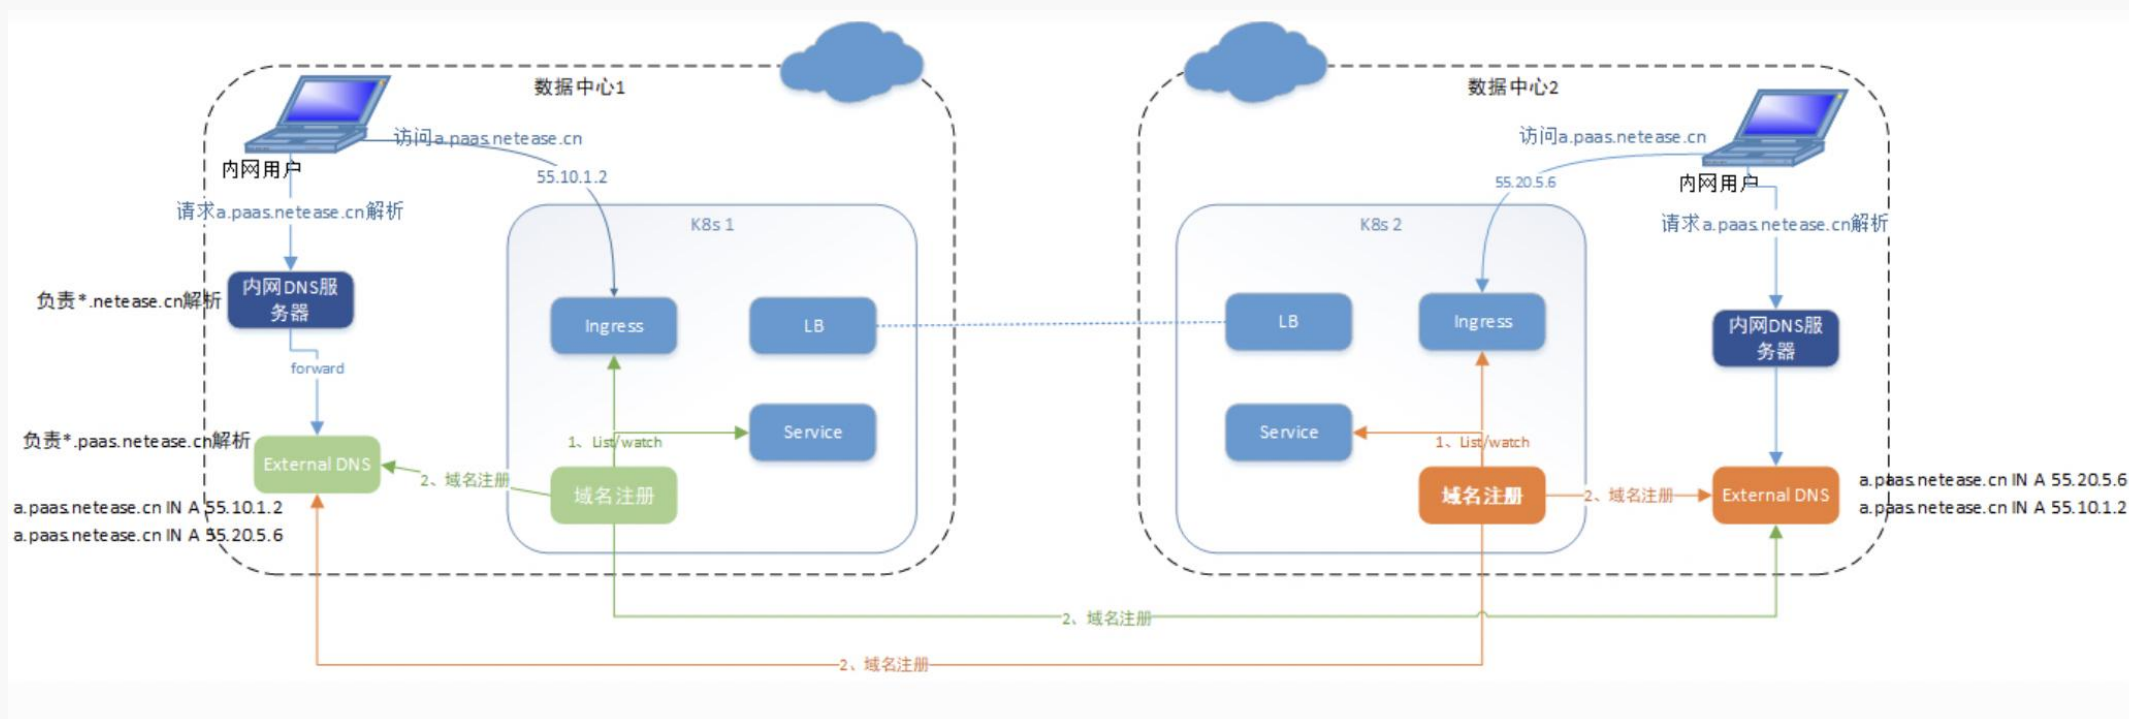 数据中心1
访问a.paas.netease.cn
内网用户
55.10.1.2
请求a.paas.netease.cn解析
K8s 1
负责*.netease.cn解析
内网DNS服
务器
Ingress
LB
forward
负责*.paas.netease.cn解析
1、List/watch
Service
External DNS
2、域名注册
域名注册
a.paas.netease.cn IN A 55.10.1.2
a.paas.netease.cn IN A 55.20.5.6
数据中心2
访问a.paas.netease.cn
内网用户
55.20.5.6
请求a.paas.netease.cn解析
K8s 2
LB
Ingress
内网DNS服
务器
Service
1、List/watch
域名注册
2、域名注册
External DNS
a.paas.netease.cn IN A 55.20.5.6
a.paas.netease.cn IN A 55.10.1.2
2、域名注册
2、域名注册